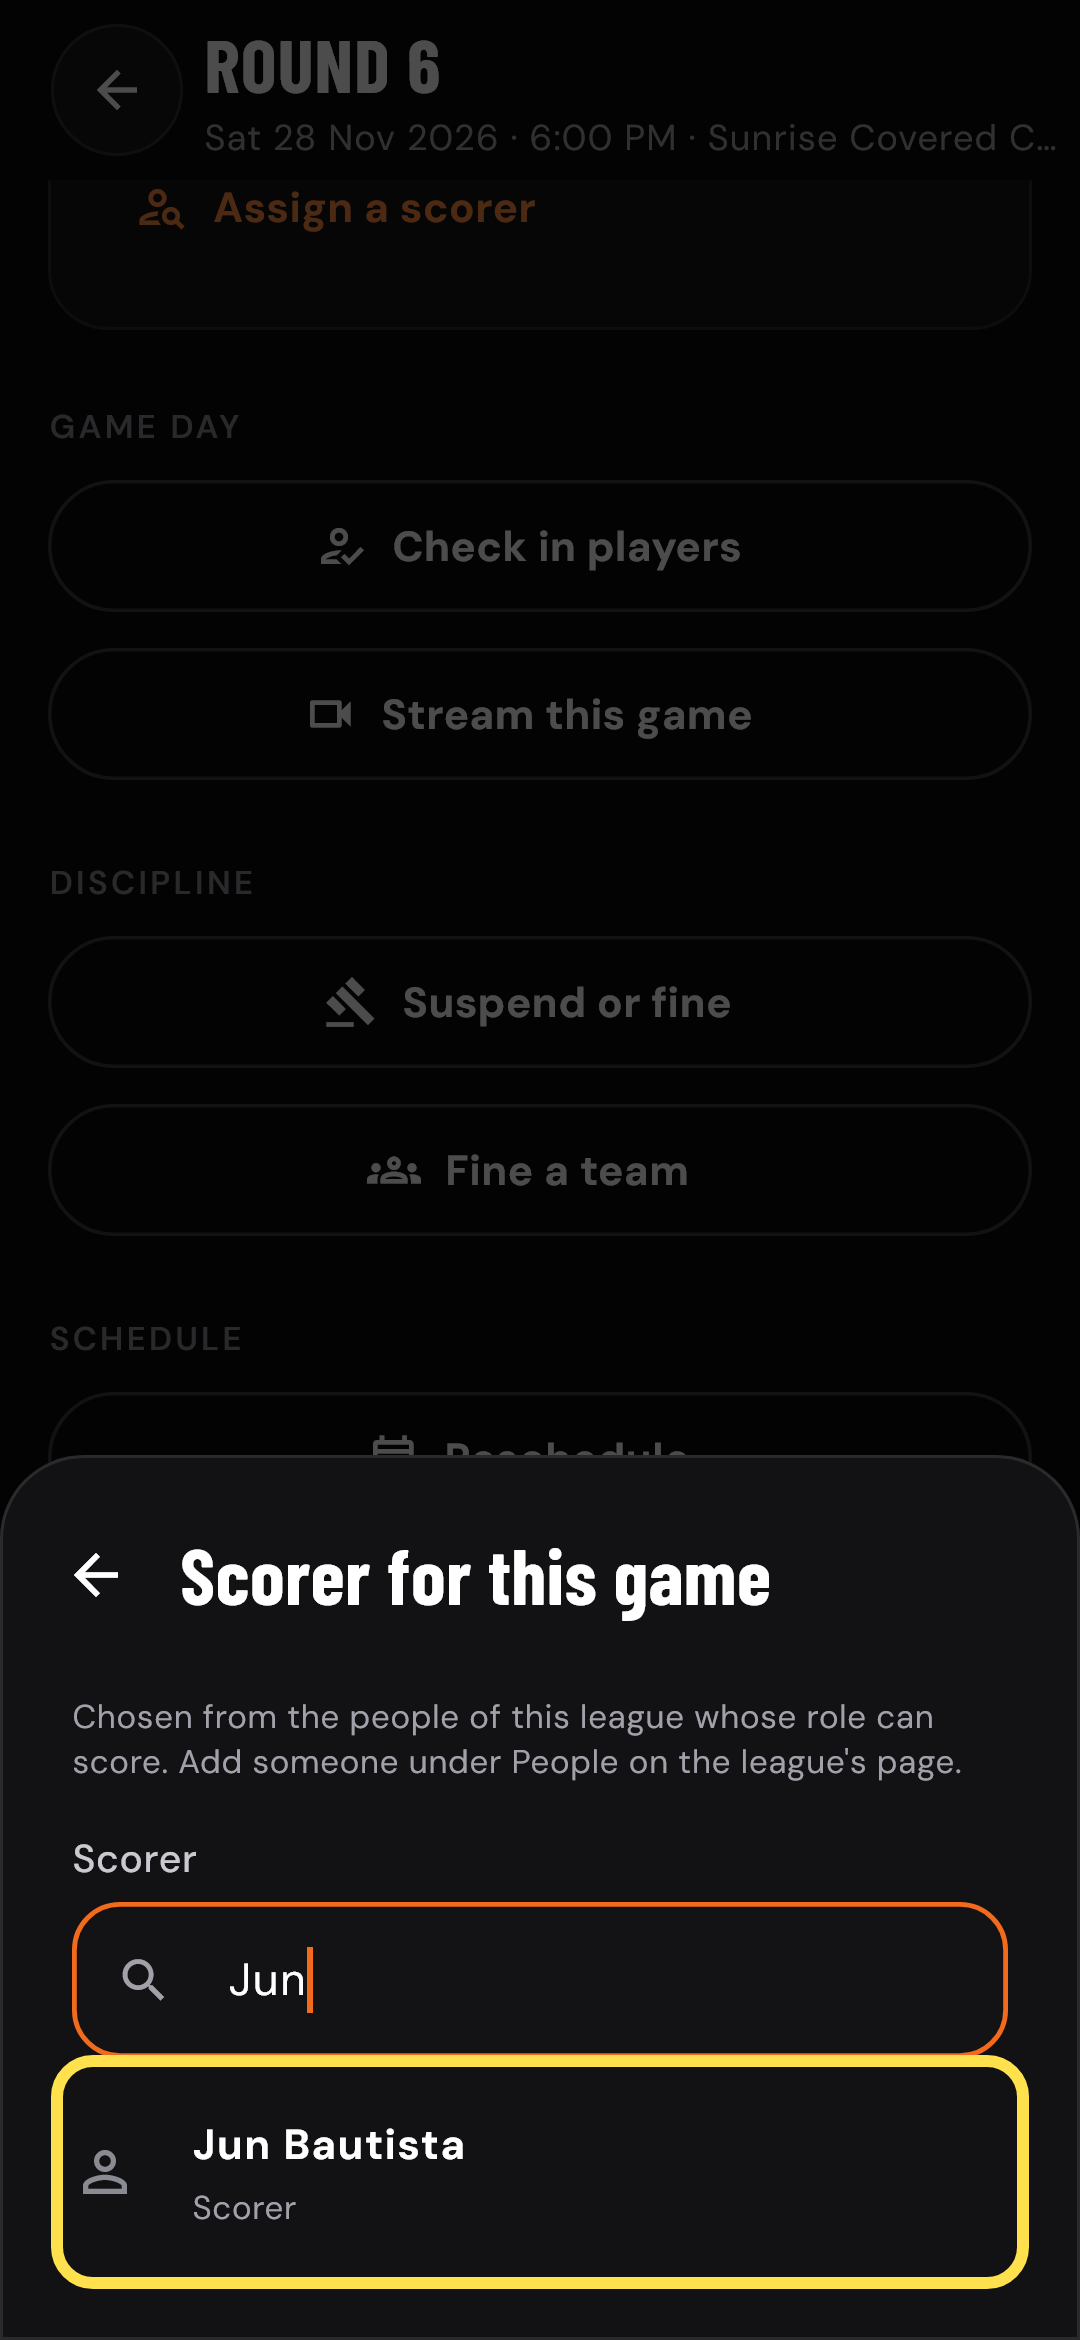 ROUND 6
Sat 28 Nov 2026 · 6:00 PM · Sunrise Covered C...
Assign a scorer
GAME DAY
Check in players
Stream this game
DISCIPLINE
Suspend or fine
Fine a team
SCHEDULE
Reschedule
Scorer for this game
Chosen from the people of this league whose role can
score. Add someone under People on the league's page.
Scorer
Jun
Jun Bautista
Scorer